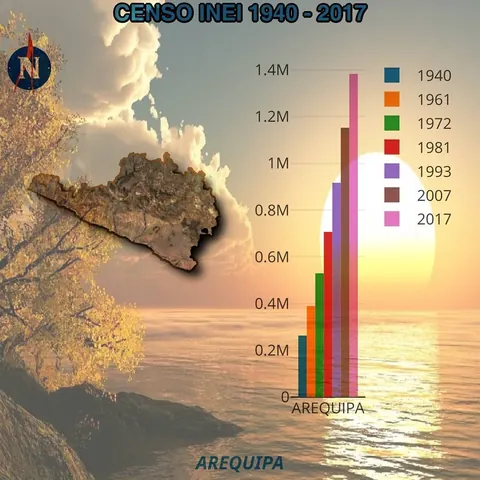 CENSO INEI 1940 - 2017
N
1.4M
1.2M
1M
0.8M
0.6M
0.4M
0.2M
0
AREQUIPA
1940
1961
1972
1981
1993
2007
2017
AREQUIPA